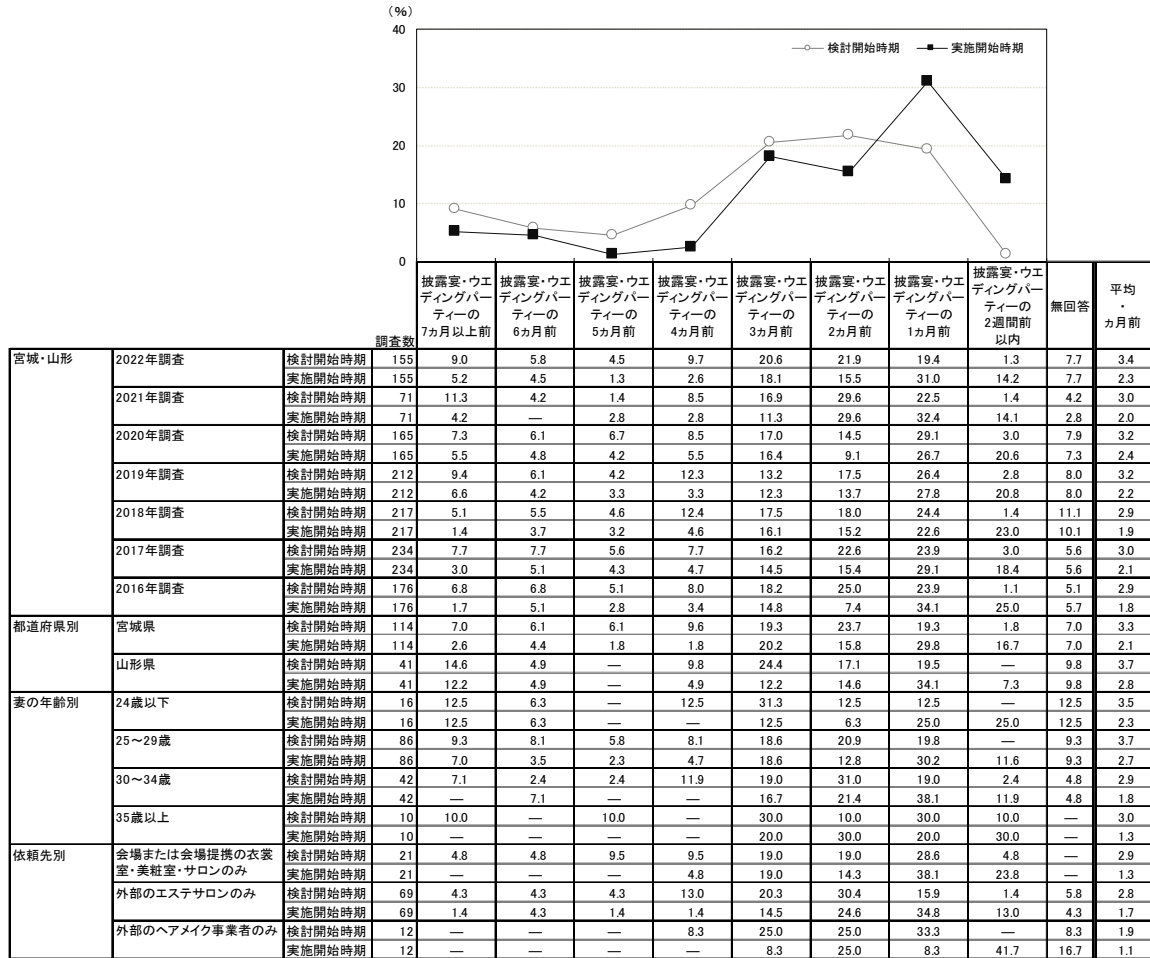 (%)
40
30
20
10
0
検討開始時期 実施開始時期
調査数 披露宴・ウエディングパーティーの7ヵ月以上前 披露宴・ウエディングパーティーの6ヵ月前 披露宴・ウエディングパーティーの5ヵ月前 披露宴・ウエディングパーティーの4ヵ月前 披露宴・ウエディングパーティーの3ヵ月前 披露宴・ウエディングパーティーの2ヵ月前 披露宴・ウエディングパーティーの1ヵ月前 披露宴・ウエディングパーティーの2週間前以内 無回答 平均・ヵ月前
宮城・山形 2022年調査 検討開始時期 155 9.0 5.8 4.5 9.7 20.6 21.9 19.4 1.3 7.7 3.4
実施開始時期 155 5.2 4.5 1.3 2.6 18.1 15.5 31.0 14.2 7.7 2.3
2021年調査 検討開始時期 71 11.3 4.2 1.4 8.5 16.9 29.6 22.5 1.4 4.2 3.0
実施開始時期 71 4.2 — 2.8 2.8 11.3 29.6 32.4 14.1 2.8 2.0
2020年調査 検討開始時期 165 7.3 6.1 6.7 8.5 17.0 14.5 29.1 3.0 7.9 3.2
実施開始時期 165 5.5 4.8 4.2 5.5 16.4 9.1 26.7 20.6 7.3 2.4
2019年調査 検討開始時期 212 9.4 6.1 4.2 12.3 13.2 17.5 26.4 2.8 8.0 3.2
実施開始時期 212 6.6 4.2 3.3 3.3 12.3 13.7 27.8 20.8 8.0 2.2
2018年調査 検討開始時期 217 5.1 5.5 4.6 12.4 17.5 18.0 24.4 1.4 11.1 2.9
実施開始時期 217 1.4 3.7 3.2 4.6 16.1 15.2 22.6 23.0 10.1 1.9
2017年調査 検討開始時期 234 7.7 7.7 5.6 7.7 16.2 22.6 23.9 3.0 5.6 3.0
実施開始時期 234 3.0 5.1 4.3 4.7 14.5 15.4 29.1 18.4 5.6 2.1
2016年調査 検討開始時期 176 6.8 6.8 5.1 8.0 18.2 25.0 23.9 1.1 5.1 2.9
実施開始時期 176 1.7 5.1 2.8 3.4 14.8 7.4 34.1 25.0 5.7 1.8
都道府県別 宮城県 検討開始時期 114 7.0 6.1 6.1 9.6 19.3 23.7 19.3 1.8 7.0 3.3
実施開始時期 114 2.6 4.4 1.8 1.8 20.2 15.8 29.8 16.7 7.0 2.1
山形県 検討開始時期 41 14.6 4.9 — 9.8 24.4 17.1 19.5 — 9.8 3.7
実施開始時期 41 12.2 4.9 — 4.9 12.2 14.6 34.1 7.3 9.8 2.8
妻の年齢別 24歳以下 検討開始時期 16 12.5 6.3 — 12.5 31.3 12.5 12.5 — 12.5 3.5
実施開始時期 16 12.5 6.3 — — 12.5 6.3 25.0 25.0 12.5 2.3
25~29歳 検討開始時期 86 9.3 8.1 5.8 8.1 18.6 20.9 19.8 — 9.3 3.7
実施開始時期 86 7.0 3.5 2.3 4.7 18.6 12.8 30.2 11.6 9.3 2.7
30~34歳 検討開始時期 42 7.1 2.4 2.4 11.9 19.0 31.0 19.0 2.4 4.8 2.9
実施開始時期 42 — 7.1 — — 16.7 21.4 38.1 11.9 4.8 1.8
35歳以上 検討開始時期 10 10.0 — 10.0 — 30.0 10.0 30.0 10.0 — 3.0
実施開始時期 10 — — — — 20.0 30.0 20.0 30.0 — 1.3
依頼先別 会場または会場提携の衣裳室・美粧室・サロンのみ 検討開始時期 21 4.8 4.8 9.5 9.5 19.0 19.0 28.6 4.8 — 2.9
実施開始時期 21 — — — 4.8 19.0 14.3 38.1 23.8 — 1.3
外部のエステサロンのみ 検討開始時期 69 4.3 4.3 4.3 13.0 20.3 30.4 15.9 1.4 5.8 2.8
実施開始時期 69 1.4 4.3 1.4 1.4 14.5 24.6 34.8 13.0 4.3 1.7
外部のヘアメイク事業者のみ 検討開始時期 12 — — — 8.3 25.0 25.0 33.3 — 8.3 1.9
実施開始時期 12 — — — — 8.3 25.0 8.3 41.7 16.7 1.1